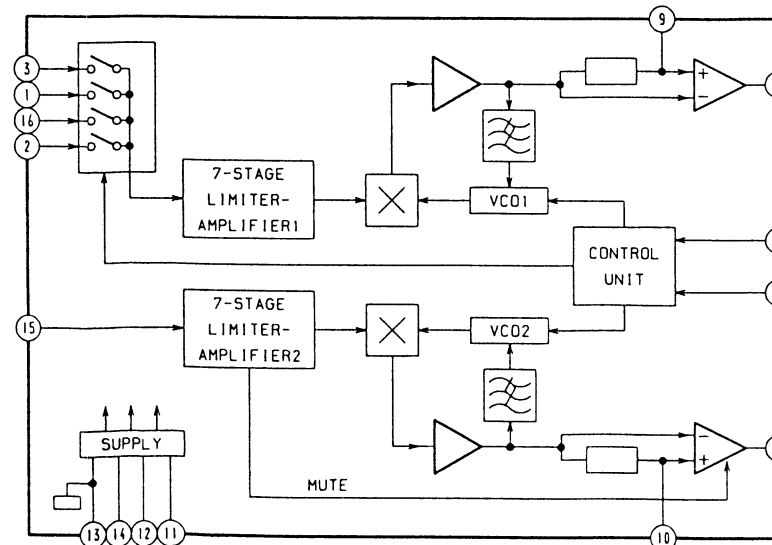 9
3
1
16
2
+
−
7-STAGE
LIMITER-
AMPLIFIER1
VCO1
CONTROL
UNIT
15
7-STAGE
LIMITER-
AMPLIFIER2
VCO2
SUPPLY
−
+
MUTE
13
14
12
11
10